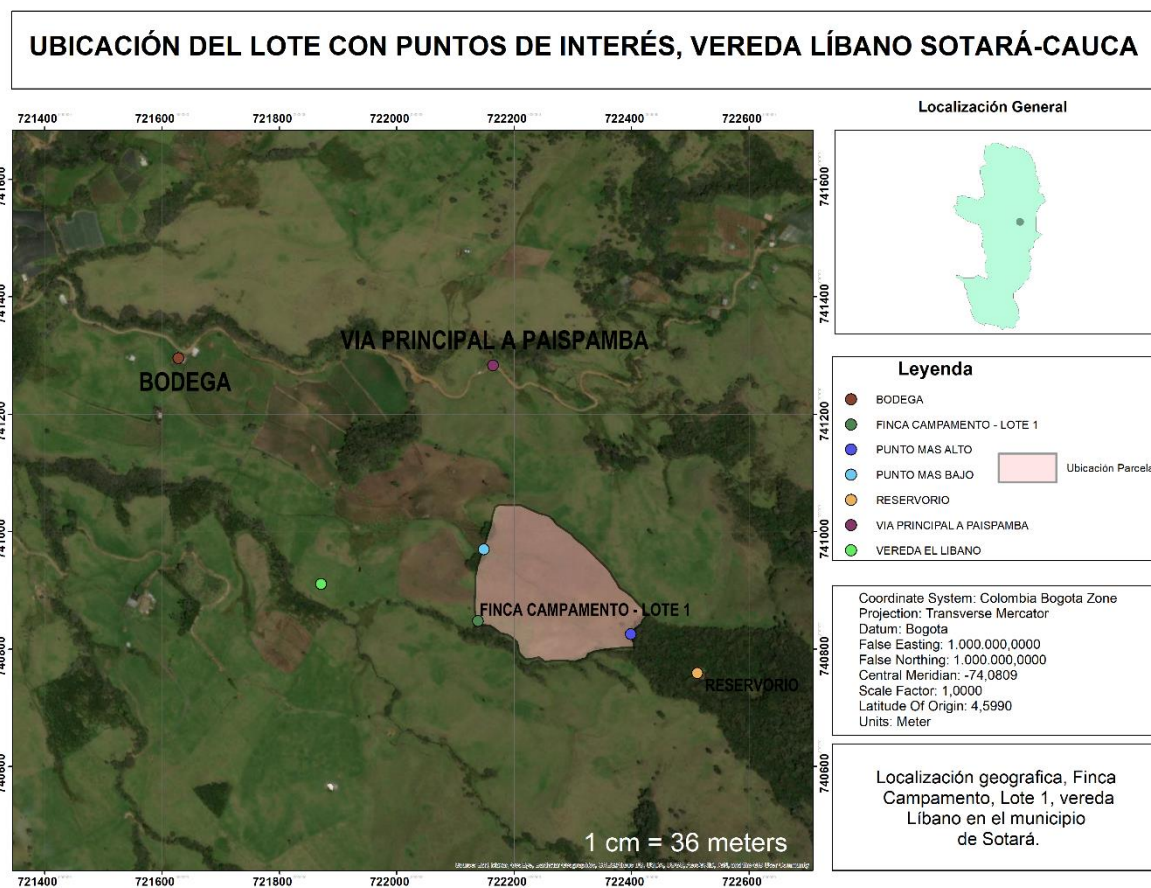 UBICACIÓN DEL LOTE CON PUNTOS DE INTERÉS, VEREDA LÍBANO SOTARÁ-CAUCA
721400 721600 721800 722000 722200 722400 722600
741600
741400
741200
741000
740800
740600
741600
741400
741200
741000
740800
740600
VIA PRINCIPAL A PAISPAMBA
BODEGA
FINCA CAMPAMENTO - LOTE 1
RESERVORIO
1 cm = 36 meters
721400 721600 721800 722000 722200 722400 722600
Localización General
Leyenda
BODEGA
FINCA CAMPAMENTO - LOTE 1
PUNTO MAS ALTO
PUNTO MAS BAJO
RESERVORIO
VIA PRINCIPAL A PAISPAMBA
VEREDA EL LIBANO
Ubicación Parcela
Coordinate System: Colombia Bogota Zone
Projection: Transverse Mercator
Datum: Bogota
False Easting: 1.000.000,0000
False Northing: 1.000.000,0000
Central Meridian: -74,0809
Scale Factor: 1,0000
Latitude Of Origin: 4,5990
Units: Meter
Localización geografica, Finca
Campamento, Lote 1, vereda
Líbano en el municipio
de Sotará.